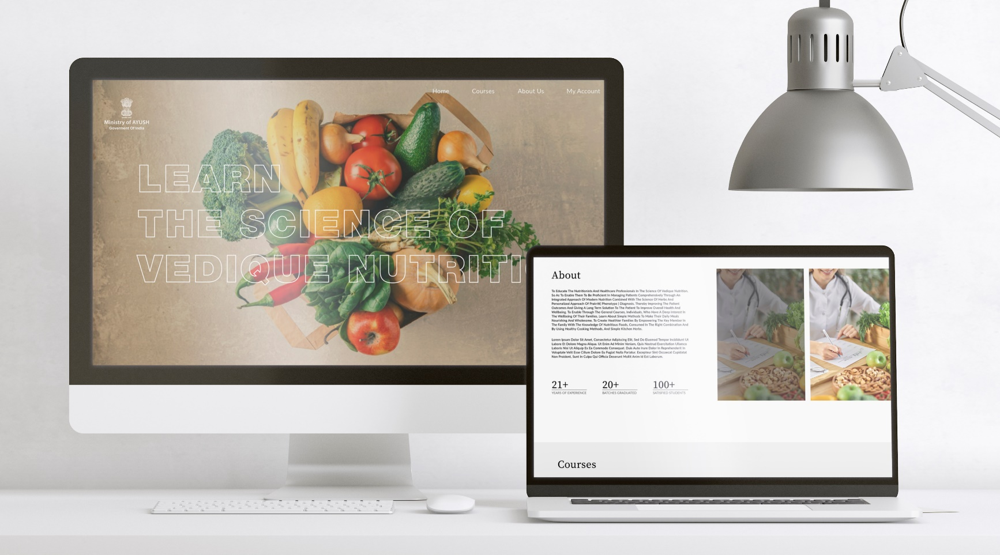 Home Courses About Us My Account
Ministry of AYUSH
Goverment Of India
LEARN
THE SCIENCE OF
VEDIQUE NUTRITI
About
To Educate The Nutritionists And Healthcare Professionals In The Science Of Vedique Nutrition.
So As To Enable Them To Be Proficient In Managing Patients Comprehensively Through An
Integrated Approach Of Modern Nutrition Combined With The Science Of Herbs And
Personalized Approach Of Prakriti( Phenotype ) Diagnosis. Thereby Improving The Patient
Outcomes And Giving A Long Term Solution To The Patient To Improve Overall Health And
Wellbeing. To Enable Through The General Courses, Individuals, Who Have A Deep Interest In
The Wellbeing Of Their Families, Learn About Simple Methods To Make Their Daily Meals
Nourishing And Wholesome. To Create Healthier Families By Empowering The Key Member In
The Family With The Knowledge Of Nutritious Foods, Consumed In The Right Combination And
By Using Healthy Cooking Methods, And Simple Kitchen Herbs.
Lorem Ipsum Dolor Sit Amet, Consectetur Adipiscing Elit, Sed Do Eiusmod Tempor Incididunt Ut
Labore Et Dolore Magna Aliqua. Ut Enim Ad Minim Veniam, Quis Nostrud Exercitation Ullamco
Laboris Nisi Ut Aliquip Ex Ea Commodo Consequat. Duis Aute Irure Dolor In Reprehenderit In
Voluptate Velit Esse Cillum Dolore Eu Fugiat Nulla Pariatur. Excepteur Sint Occaecat Cupidatat
Non Proident, Sunt In Culpa Qui Officia Deserunt Mollit Anim Id Est Laborum.
21+ 20+ 100+
YEARS OF EXPERIENCE BATCHES GRADUATED SATISFIED STUDENTS
Courses